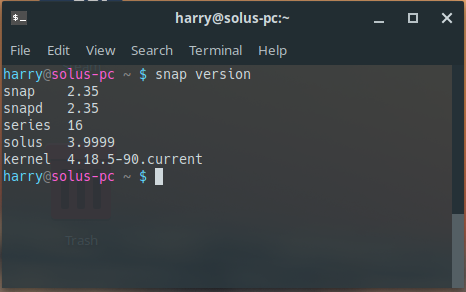 harry@solus-pc:~
File Edit View Search Terminal Help
harry@solus-pc ~ $ snap version
snap    2.35
snapd   2.35
series  16
solus   3.9999
kernel  4.18.5-90.current
harry@solus-pc ~ $
Trash